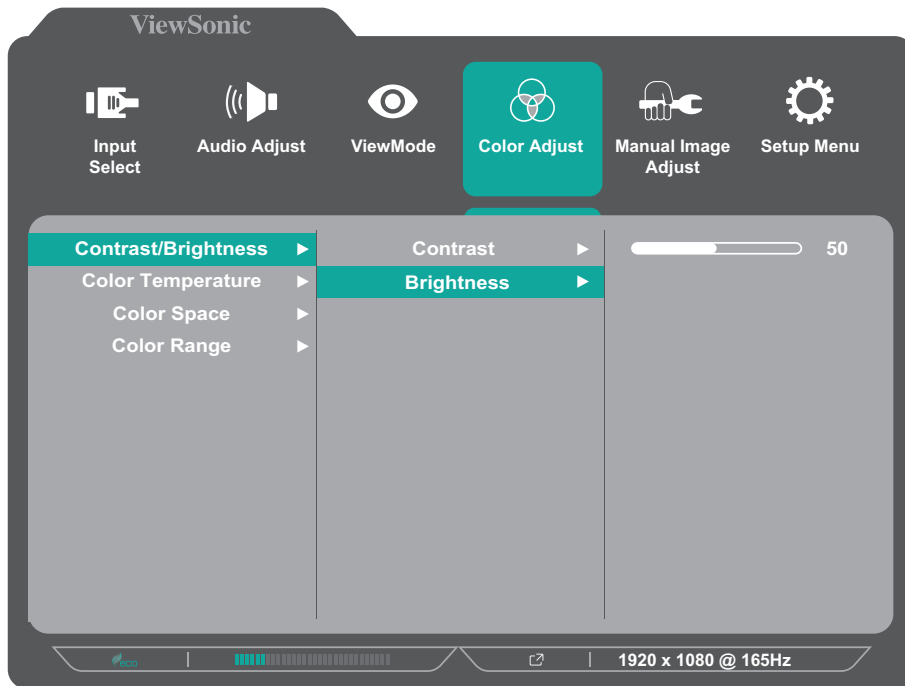 ViewSonic
Input Select
Audio Adjust
ViewMode
Color Adjust
Manual Image Adjust
Setup Menu
Contrast/Brightness
Contrast
50
Color Temperature
Brightness
Color Space
Color Range
eco
1920 x 1080 @ 165Hz